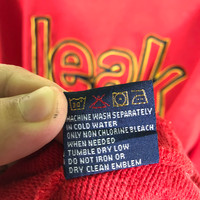 leak
MACHINE WASH SEPARATELY
IN COLD WATER
ONLY NON CHLORINE BLEACH
WHEN NEEDED
TUMBLE DRY LOW
DO NOT IRON OR
DRY CLEAN EMBLEM